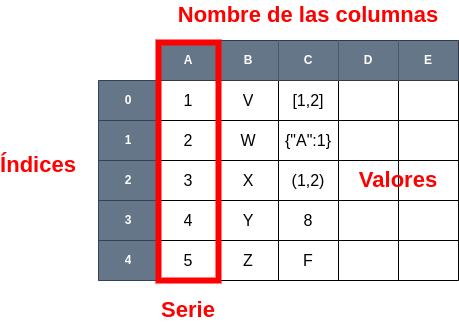 Nombre de las columnas
A B C D E
0 1 V [1,2]
1 2 W {"A":1}
Índices
2 3 X (1,2) Valores
3 4 Y 8
4 5 Z F
Serie